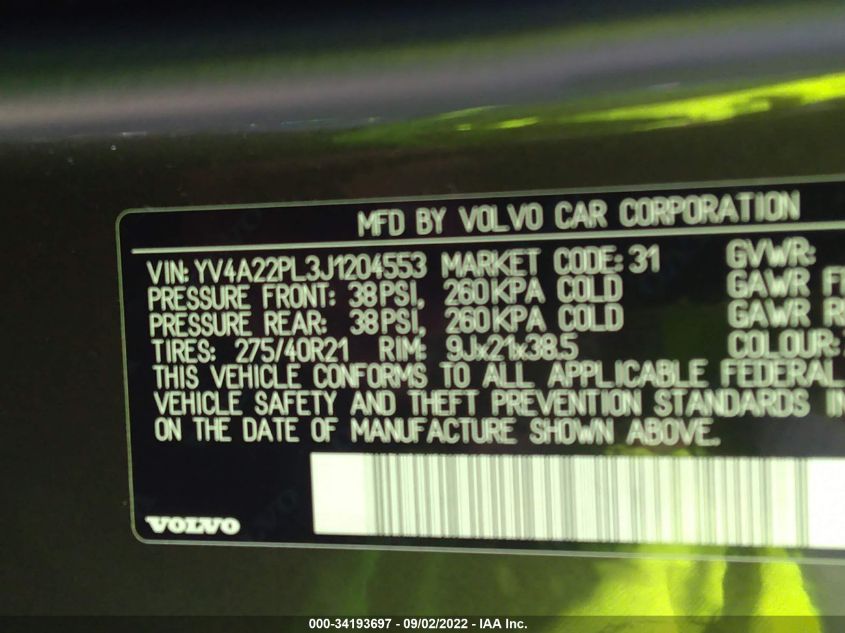 MFD BY VOLVO CAR CORPORATION
VIN: YV4A22PL3J1204553 MARKET CODE: 31 GVWR:
PRESSURE FRONT: 38PSI, 260KPA COLD GAWR F
PRESSURE REAR: 38PSI, 260KPA COLD GAWR R
TIRES: 275/40R21 RIM: 9Jx21x38.5 COLOUR:
THIS VEHICLE CONFORMS TO ALL APPLICABLE FEDERAL
VEHICLE SAFETY AND THEFT PREVENTION STANDARDS IN
ON THE DATE OF MANUFACTURE SHOWN ABOVE.
VOLVO
000-34193697 - 09/02/2022 - IAA Inc.